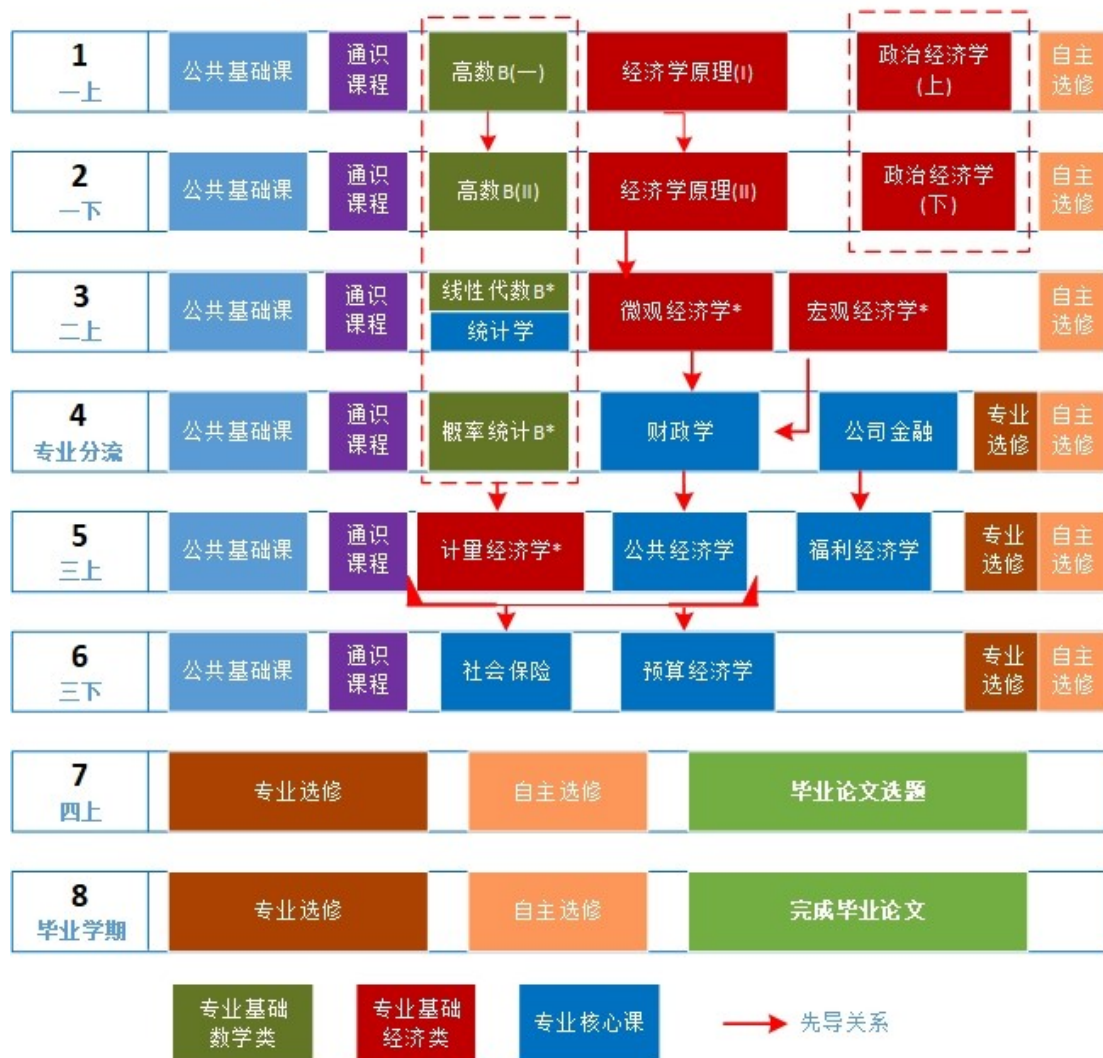 1
一上
公共基础课
通识
课程
高数B(一)
经济学原理(I)
政治经济学
(上)
自主
选修
2
一下
公共基础课
通识
课程
高数B(II)
经济学原理(II)
政治经济学
(下)
自主
选修
3
二上
公共基础课
通识
课程
线性代数B*
统计学
微观经济学*
宏观经济学*
自主
选修
4
专业分流
公共基础课
通识
课程
概率统计B*
财政学
公司金融
专业
选修
自主
选修
5
三上
公共基础课
通识
课程
计量经济学*
公共经济学
福利经济学
专业
选修
自主
选修
6
三下
公共基础课
通识
课程
社会保险
预算经济学
专业
选修
自主
选修
7
四上
专业选修
自主选修
毕业论文选题
8
毕业学期
专业选修
自主选修
完成毕业论文
专业基础
数学类
专业基础
经济类
专业核心课
先导关系